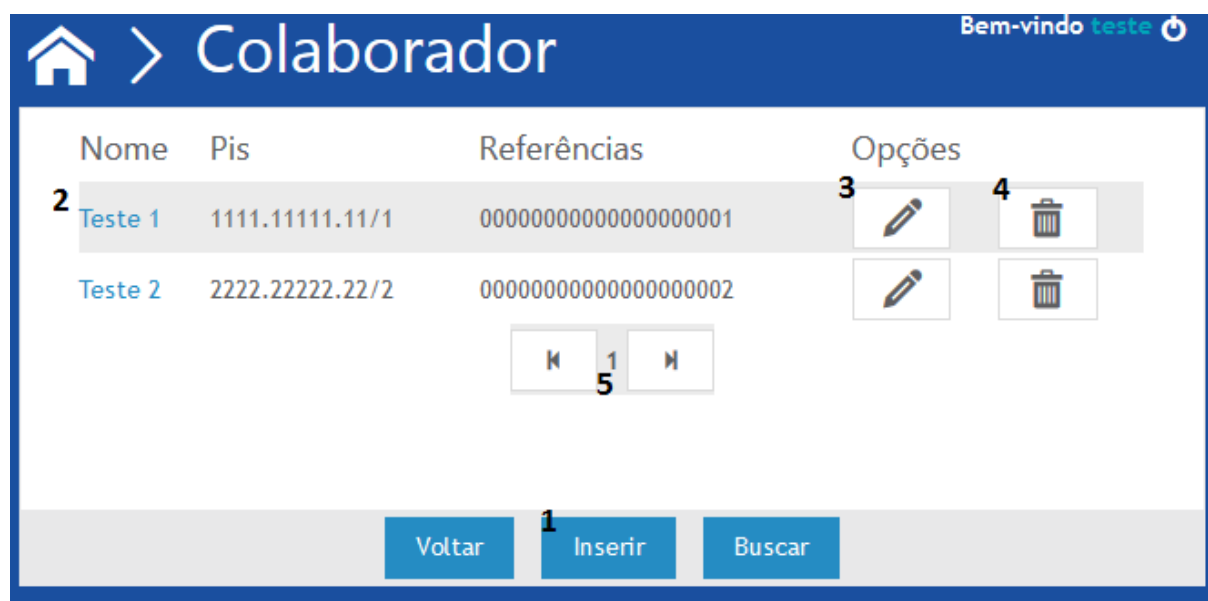 Bem-vindo teste
Colaborador
Nome Pis Referências Opções
2 3 4
Teste 1 1111.11111.11/1 00000000000000000001
Teste 2 2222.22222.22/2 00000000000000000002
1
5
1
Voltar Inserir Buscar